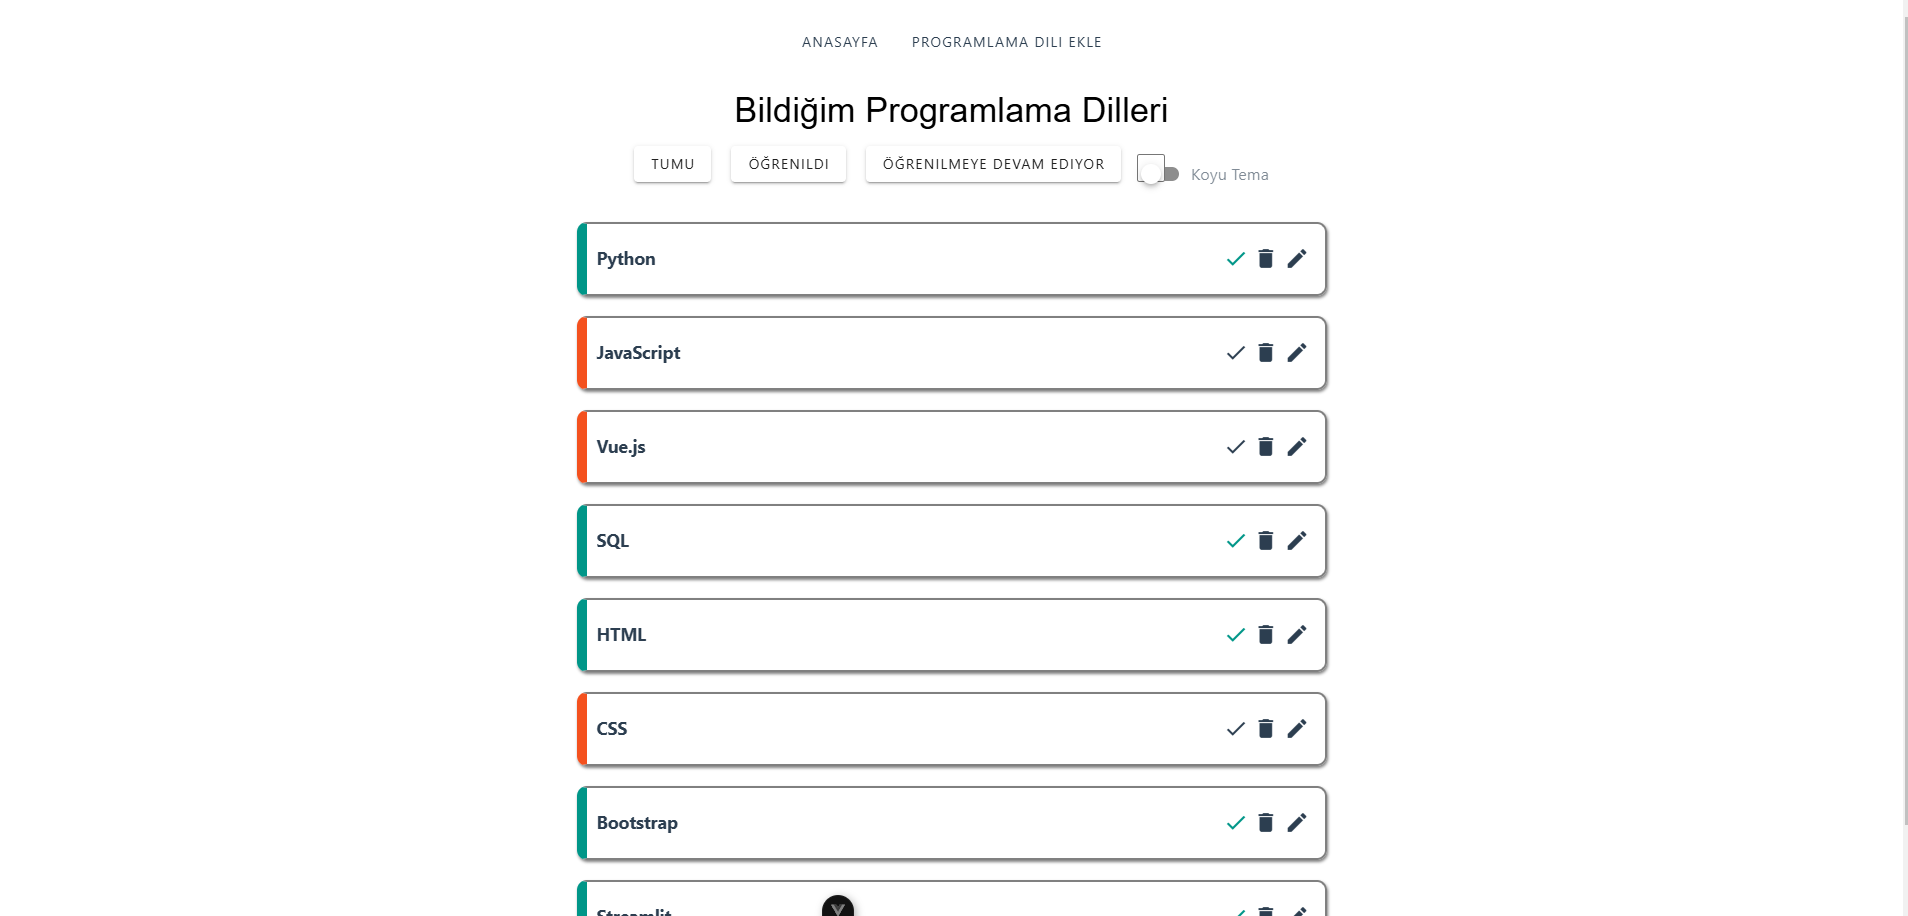 ANASAYFA PROGRAMLAMA DILI EKLE
Bildiğim Programlama Dilleri
TUMU ÖĞRENILDI ÖĞRENILMEYE DEVAM EDIYOR Koyu Tema
Python
JavaScript
Vue.js
SQL
HTML
CSS
Bootstrap
Streamlit